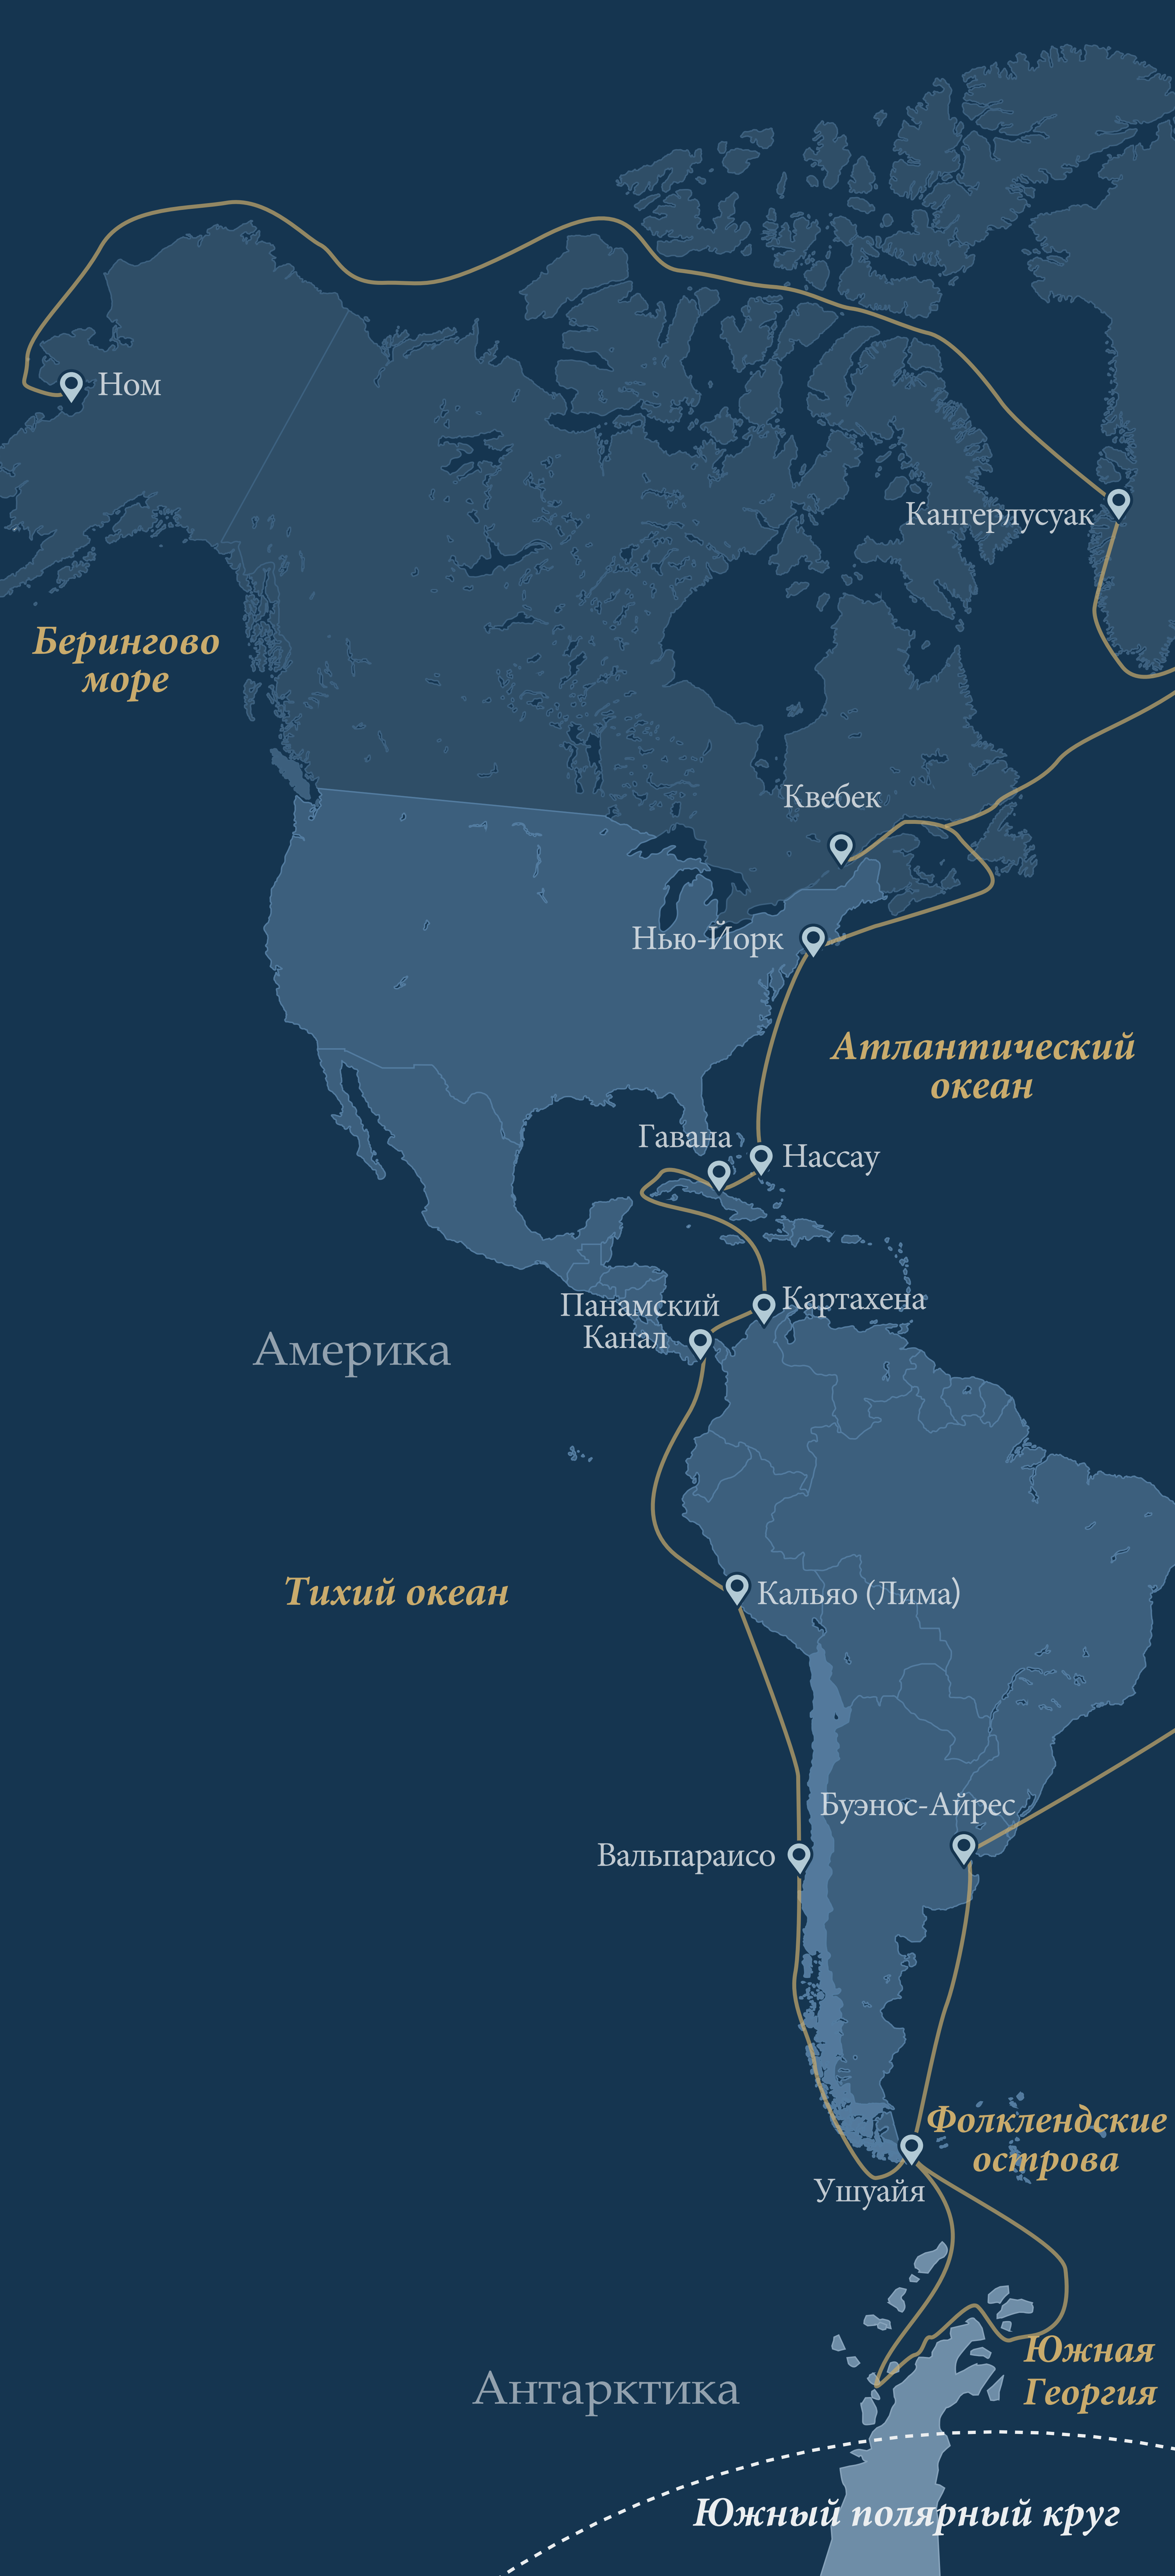 Ном
Кангерлусуак
Берингово
море
Квебек
Нью-Йорк
Атлантический
океан
Гавана
Нассау
Картахена
Панамский
Канал
Америка
Тихий океан
Кальяо (Лима)
Буэнос-Айрес
Вальпараисо
Фолклендские
острова
Ушуайя
Южная
Георгия
Антарктика
Южный полярный круг